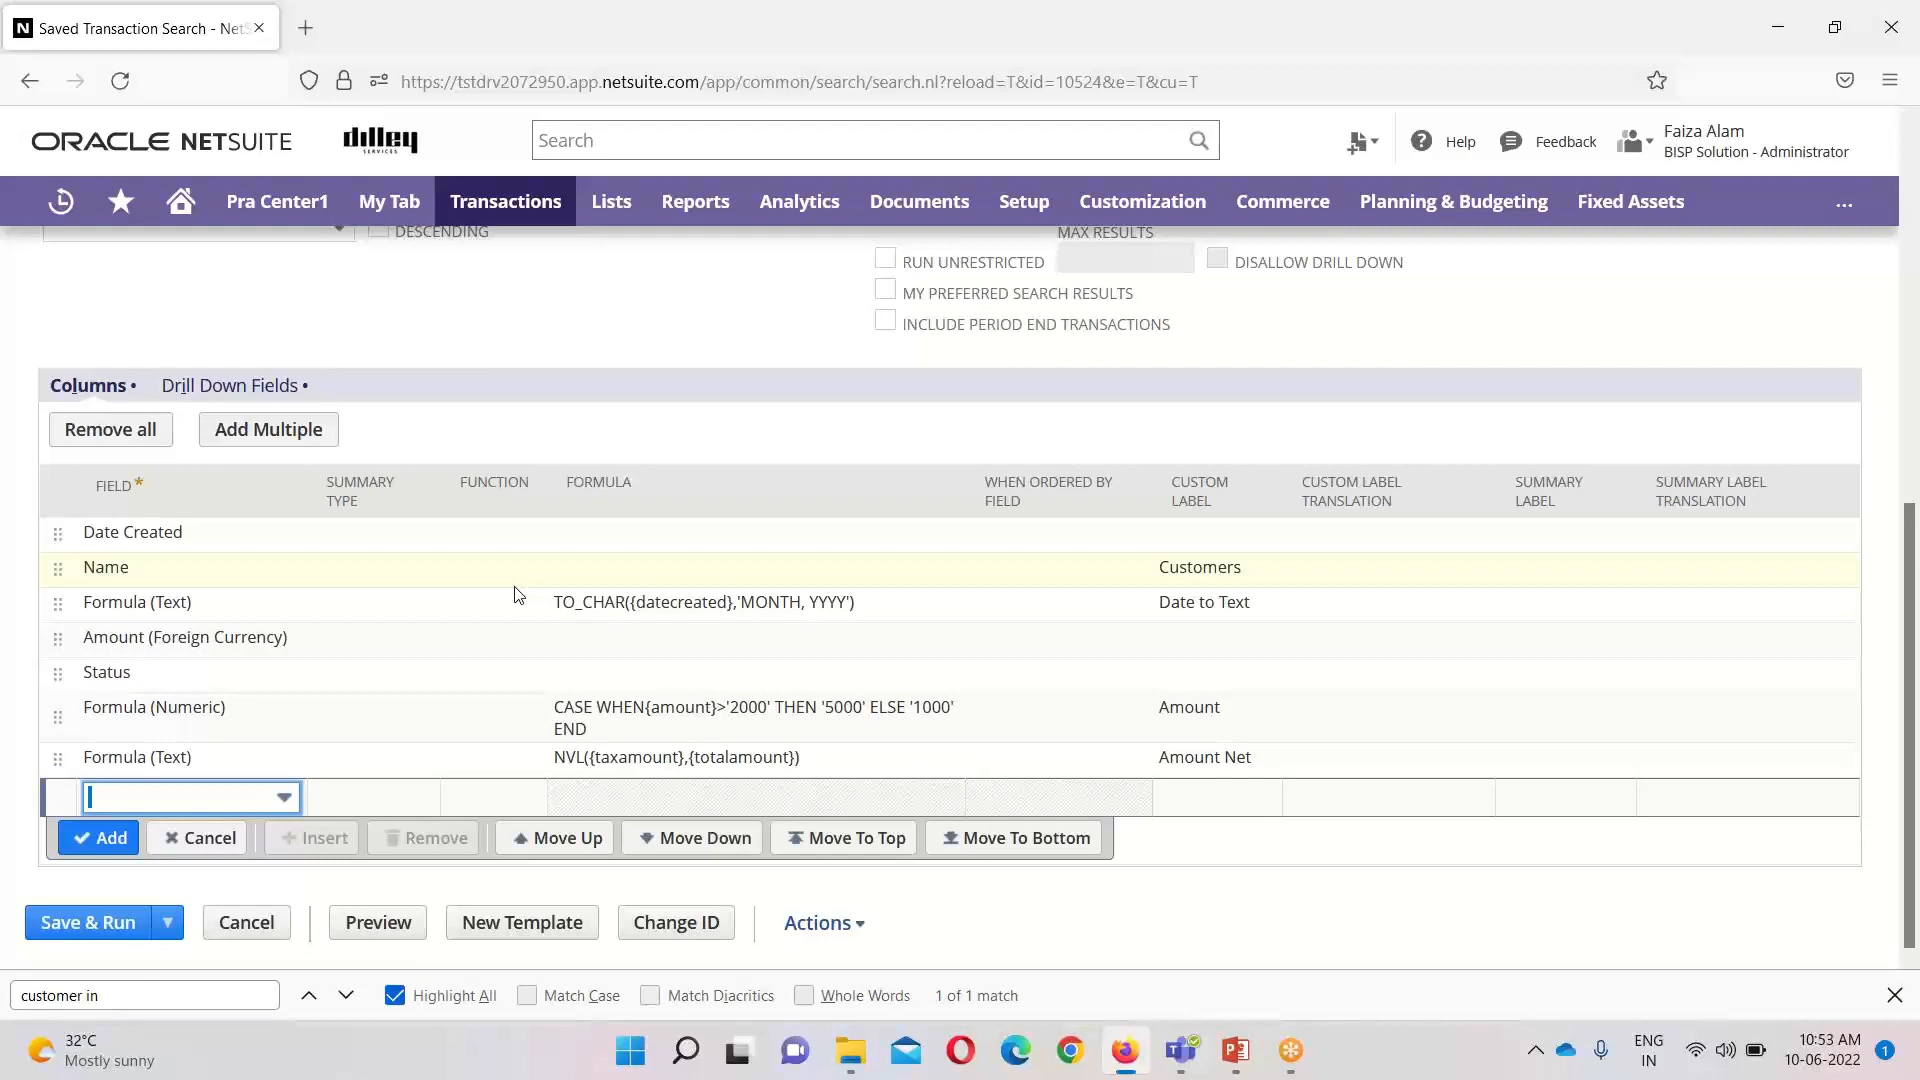 Saved Transaction Search - NetS
https://tstdrv2072950.app.netsuite.com/app/common/search/search.nl?reload=T&id=10524&e=T&cu=T
ORACLE NETSUITE
dilley
SERVICES
Search
Help
Feedback
Faiza Alam
BISP Solution - Administrator
Pra Center1 My Tab Transactions Lists Reports Analytics Documents Setup Customization Commerce Planning & Budgeting Fixed Assets ...
DESCENDING
MAX RESULTS
RUN UNRESTRICTED
DISALLOW DRILL DOWN
MY PREFERRED SEARCH RESULTS
INCLUDE PERIOD END TRANSACTIONS
Columns • Drill Down Fields •
Remove all Add Multiple
FIELD * SUMMARY TYPE FUNCTION FORMULA WHEN ORDERED BY FIELD CUSTOM LABEL CUSTOM LABEL TRANSLATION SUMMARY LABEL SUMMARY LABEL TRANSLATION
Date Created
Name Customers
Formula (Text) TO_CHAR({datecreated},'MONTH, YYYY') Date to Text
Amount (Foreign Currency)
Status
Formula (Numeric) CASE WHEN{amount}>'2000' THEN '5000' ELSE '1000' Amount
END
Formula (Text) NVL({taxamount},{totalamount}) Amount Net
Add Cancel Insert Remove Move Up Move Down Move To Top Move To Bottom
Save & Run Cancel Preview New Template Change ID Actions
customer in Highlight All Match Case Match Diacritics Whole Words 1 of 1 match
32°C
Mostly sunny
ENG
IN
10:53 AM
10-06-2022
1